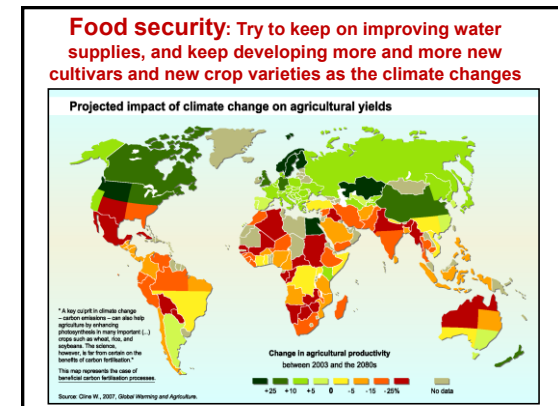 Food security: Try to keep on improving water
supplies, and keep developing more and more new
cultivars and new crop varieties as the climate changes
Projected impact of climate change on agricultural yields
* A key culprit in climate change
– carbon emissions – can also help
agriculture by enhancing
photosynthesis in many important (...)
crops such as wheat, rice, and
soybeans. The science,
however, is far from certain on the
benefits of carbon fertilisation.*
This map represents the case of
beneficial carbon fertilisation processes.
Change in agricultural productivity
between 2003 and the 2080s
+25 +10 +5 0 -5 -15 -25%
No data
Source: Cline W., 2007, Global Warming and Agriculture.